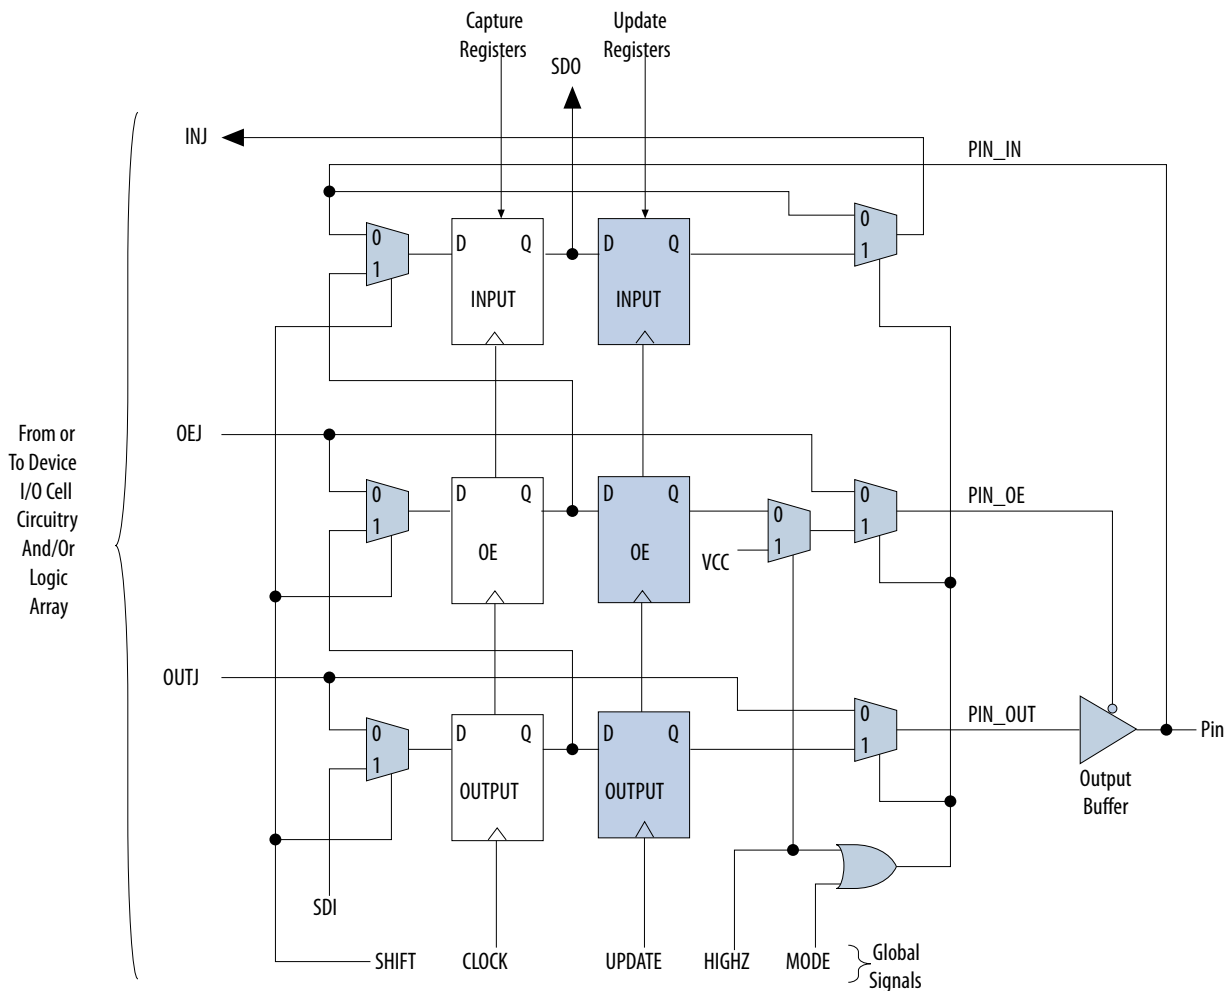 Capture
Registers
Update
Registers
SDO
INJ
PIN_IN
0
1
D Q
INPUT
D Q
INPUT
0
1
From or
To Device
I/O Cell
Circuitry
And/Or
Logic
Array
OEJ
0
1
D Q
OE
D Q
OE
0
1
VCC
0
1
PIN_OE
OUTJ
0
1
D Q
OUTPUT
D Q
OUTPUT
0
1
PIN_OUT
Pin
Output
Buffer
SDI
SHIFT
CLOCK
UPDATE
HIGHZ
MODE
Global
Signals